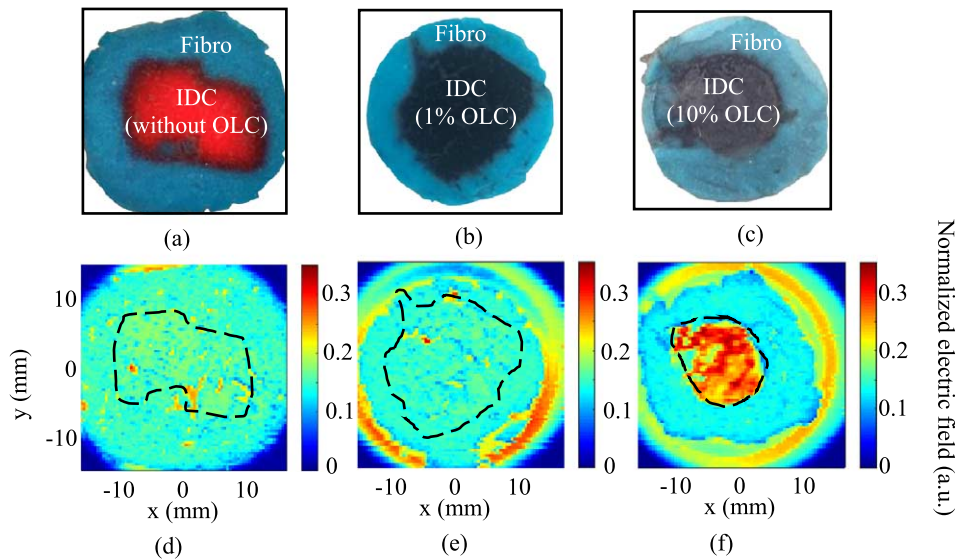 Fibro
IDC
(without OLC)
Fibro
IDC
(1% OLC)
Fibro
IDC
(10% OLC)
(a)
(b)
(c)
Normalized electric field (a.u.)
y (mm)
10
0
-10
0.3
0.2
0.1
0
0.3
0.2
0.1
0
0.3
0.2
0.1
0
-10 0 10
x (mm)
-10 0 10
x (mm)
-10 0 10
x (mm)
(d)
(e)
(f)